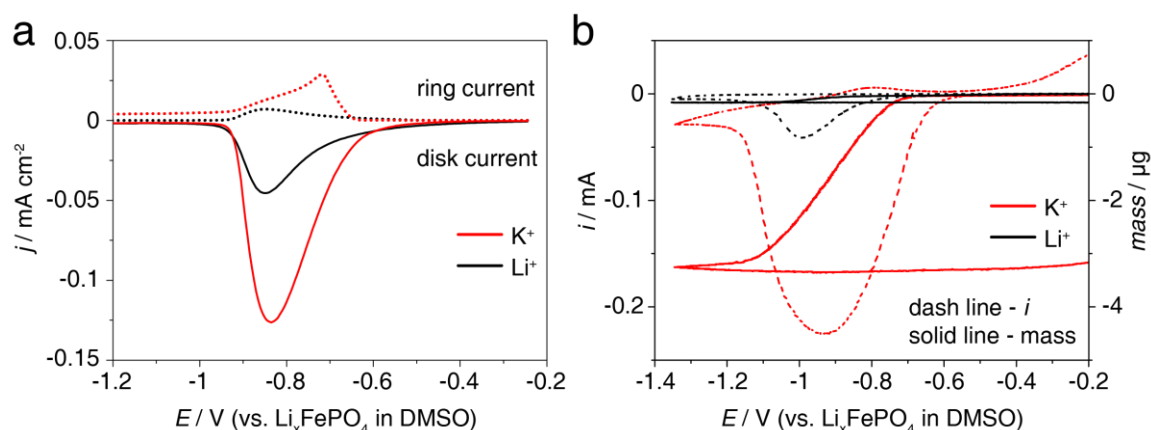 a
0.05
0
-0.05
-0.10
-0.15
j / mA cm⁻²
ring current
disk current
K⁺
Li⁺
-1.2
-1
-0.8
-0.6
-0.4
-0.2
E / V (vs. LiₓFePO₄ in DMSO)
b
0
-0.1
-0.2
i / mA
0
-2
-4
mass / µg
K⁺
Li⁺
dash line - i
solid line - mass
-1.4
-1.2
-1
-0.8
-0.6
-0.4
-0.2
E / V (vs. LiₓFePO₄ in DMSO)